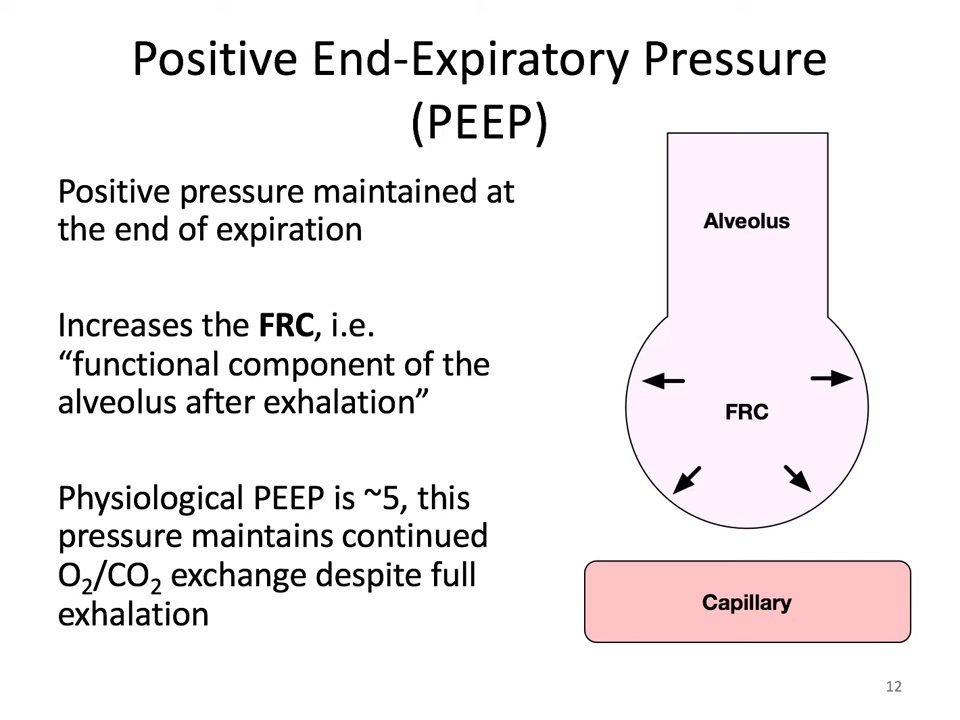 Positive End-Expiratory Pressure
(PEEP)
Positive pressure maintained at
the end of expiration
Increases the FRC, i.e.
“functional component of the
alveolus after exhalation”
Physiological PEEP is ~5, this
pressure maintains continued
O₂/CO₂ exchange despite full
exhalation
Alveolus
FRC
Capillary
12